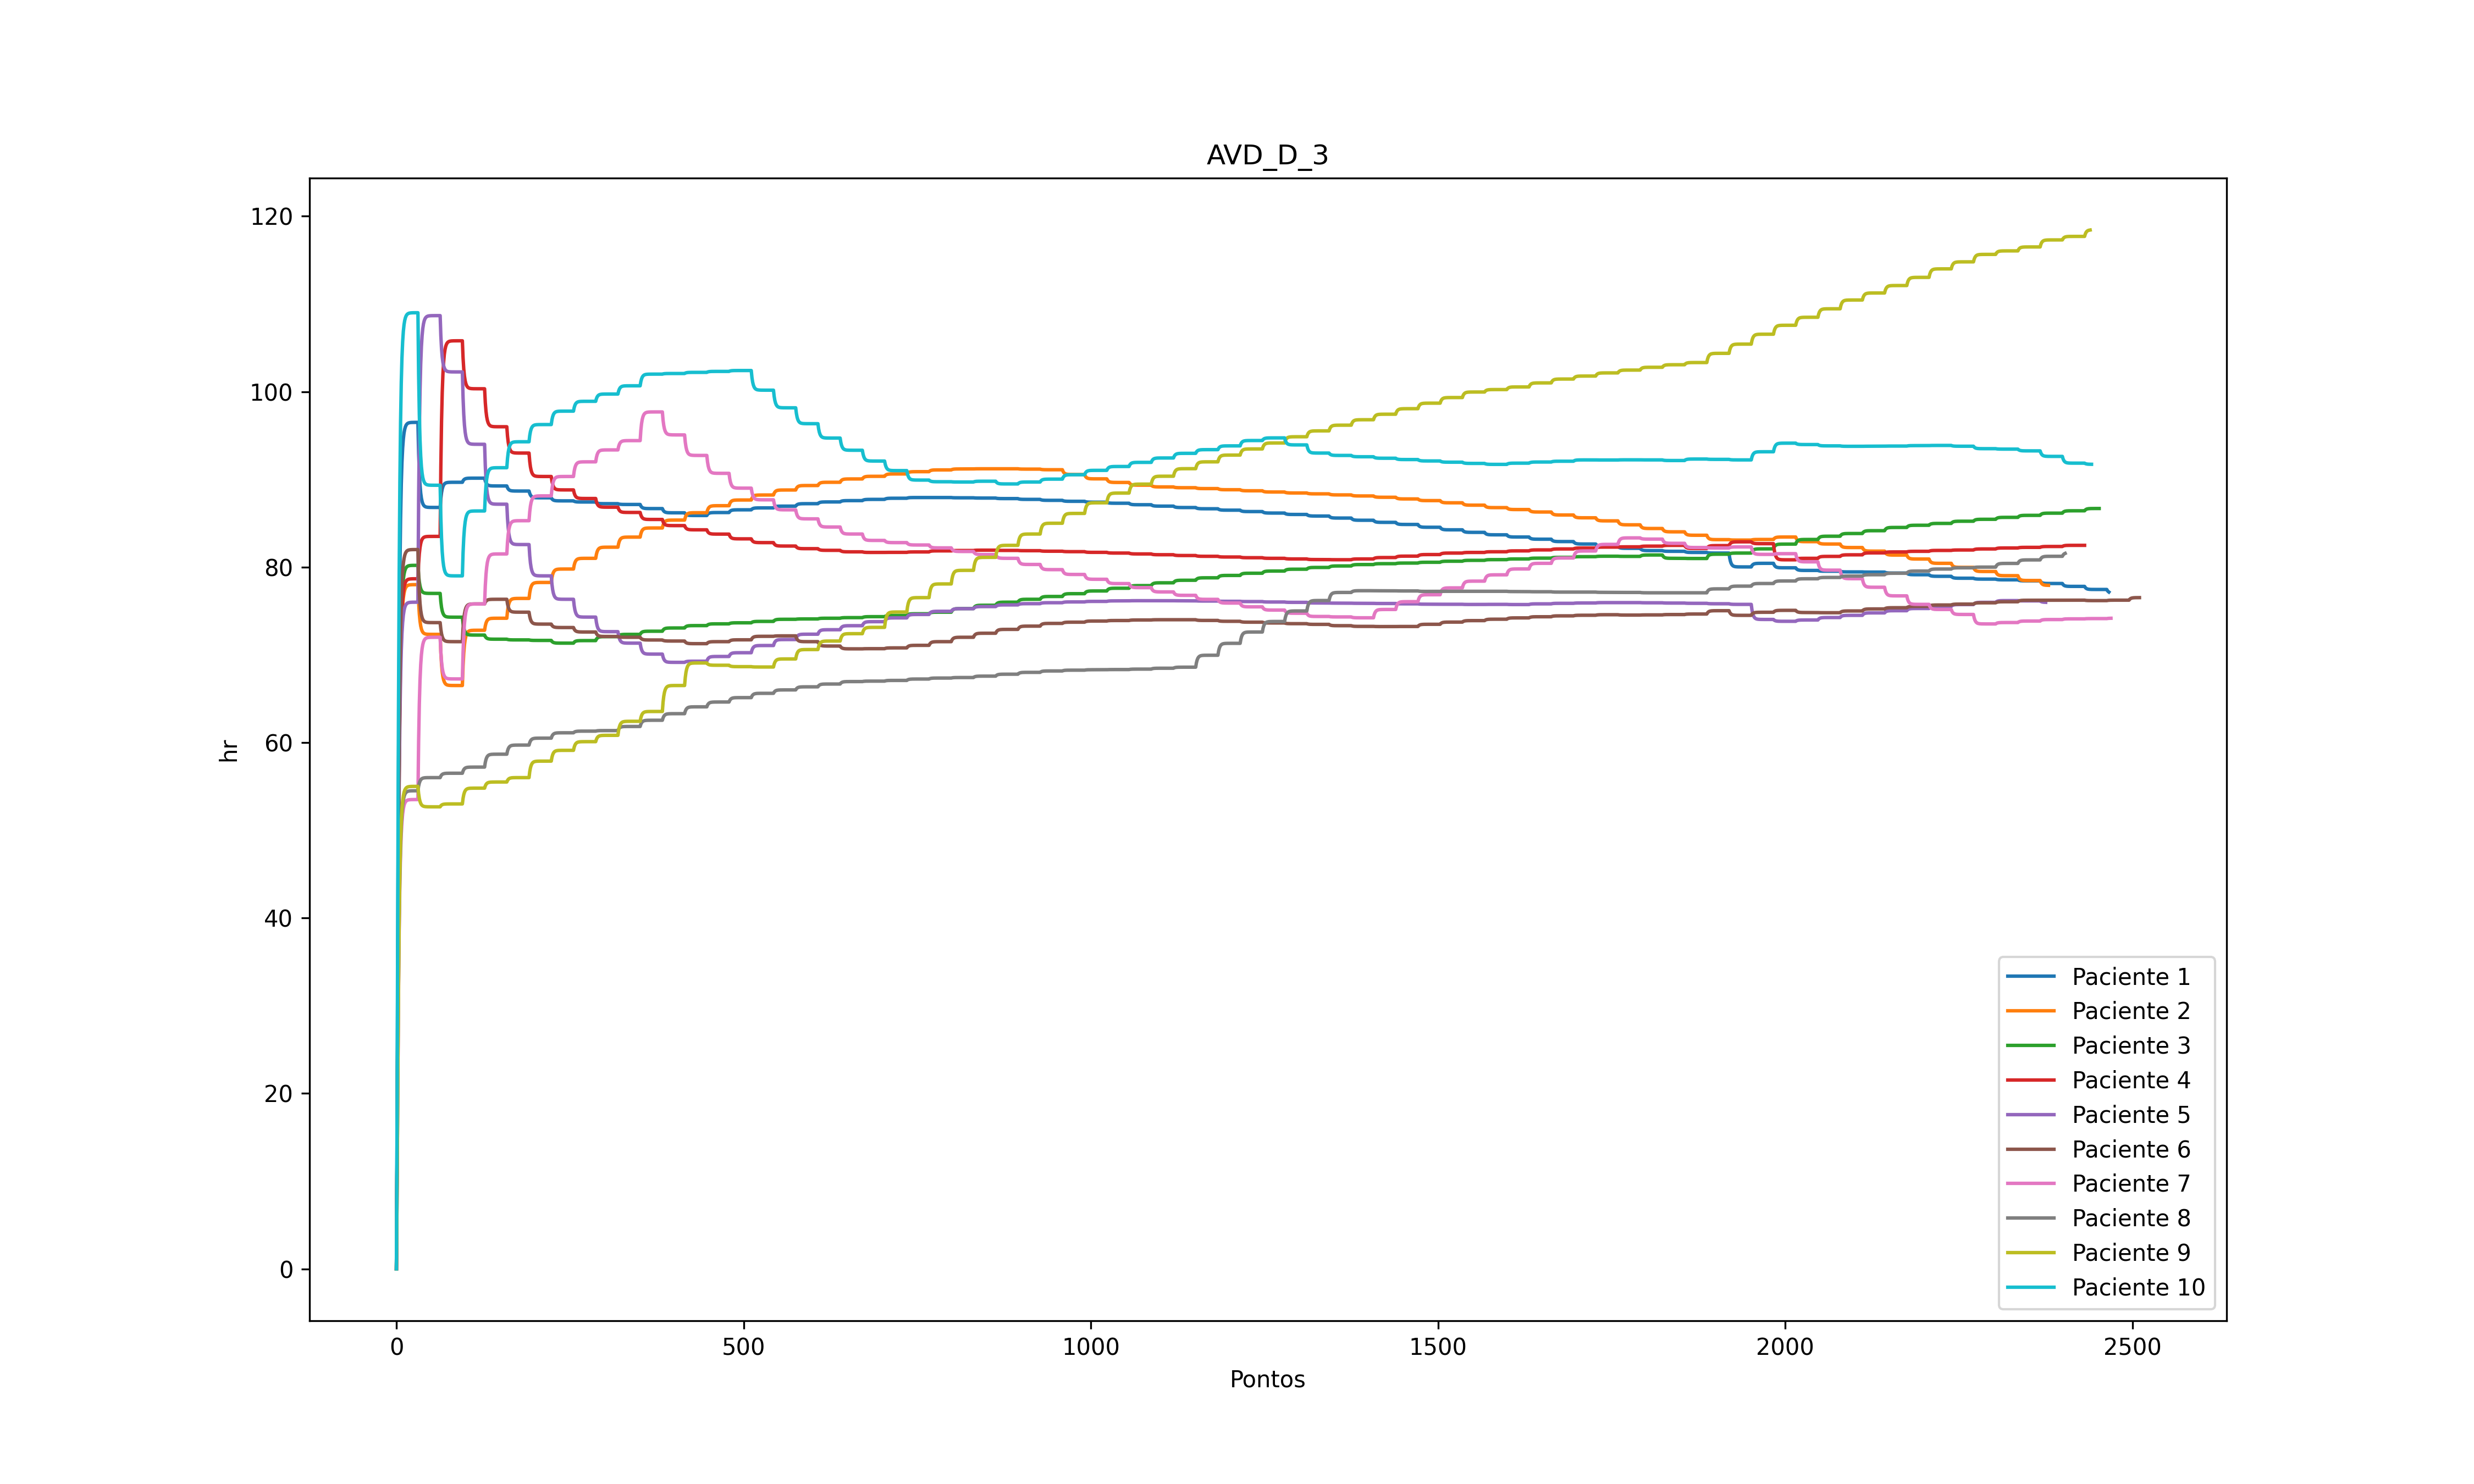 AVD_D_3
120
100
80
60
40
20
0
hr
0 500 1000 1500 2000 2500
Pontos
Paciente 1
Paciente 2
Paciente 3
Paciente 4
Paciente 5
Paciente 6
Paciente 7
Paciente 8
Paciente 9
Paciente 10